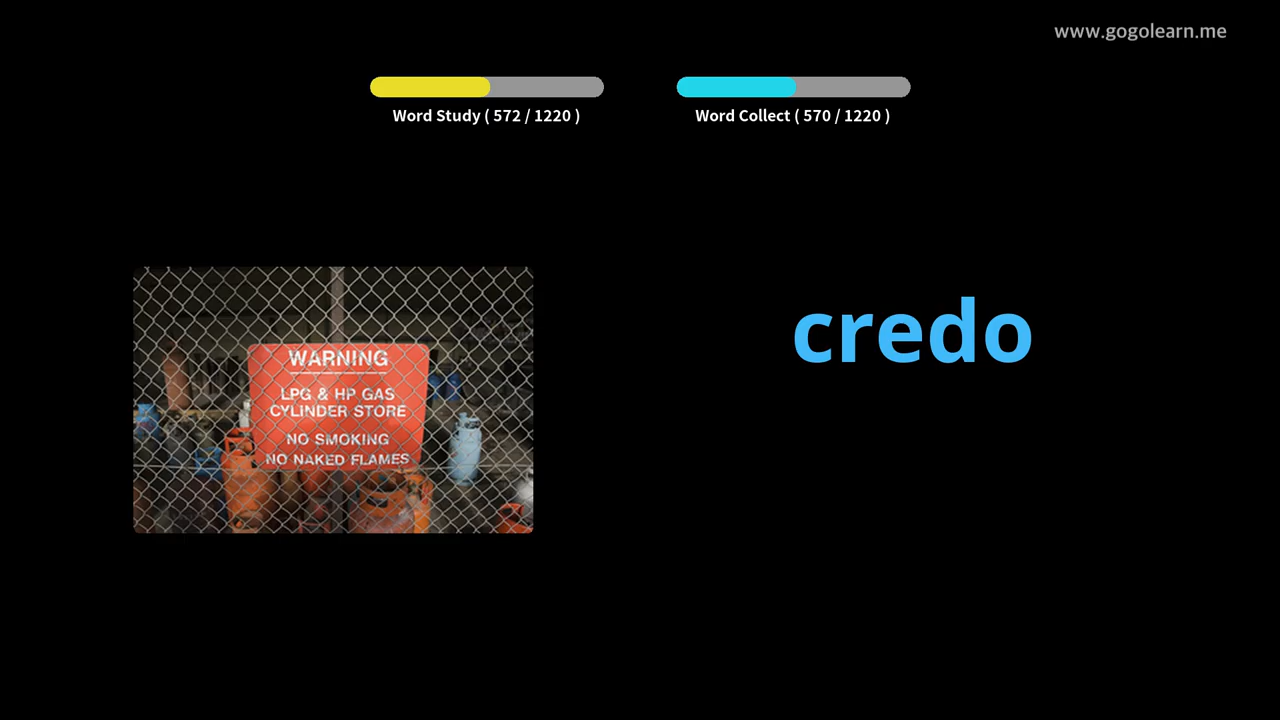 www.gogolearn.me
Word Study ( 572 / 1220 )
Word Collect ( 570 / 1220 )
credo
WARNING
LPG & HP GAS
CYLINDER STORE
NO SMOKING
NO NAKED FLAMES